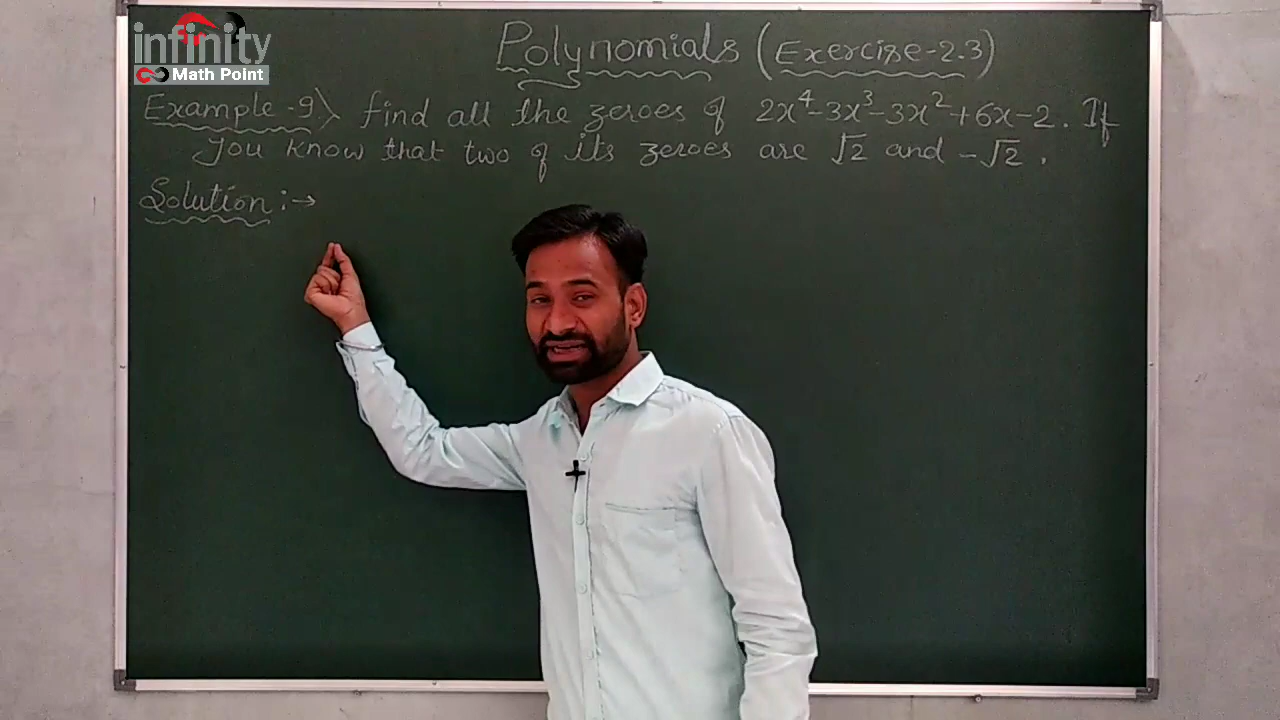 infinity
Math Point
Polynomials (Exercise-2.3)
Example-9> find all the zeroes of 2x⁴-3x³-3x²+6x-2. If
you know that two of its zeroes are √2 and -√2.
Solution:→